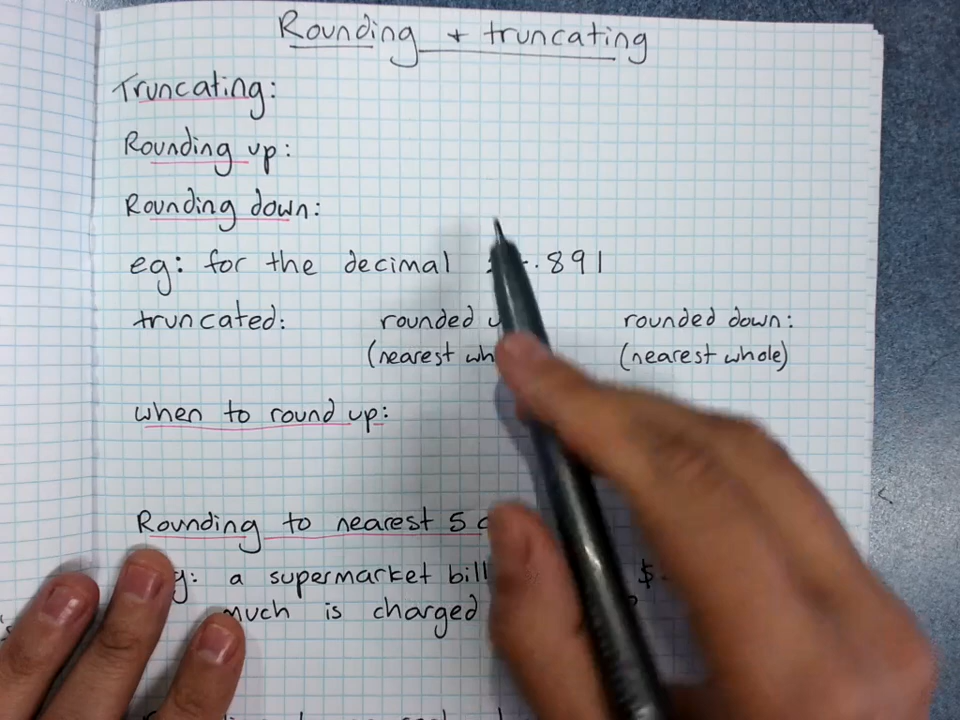 Rounding + truncating
Truncating:
Rounding up:
Rounding down:
eg: for the decimal .891
truncated: rounded rounded down:
(nearest (nearest whole)
when to round up:
Rounding to nearest 5
a supermarket bill $
much is charged